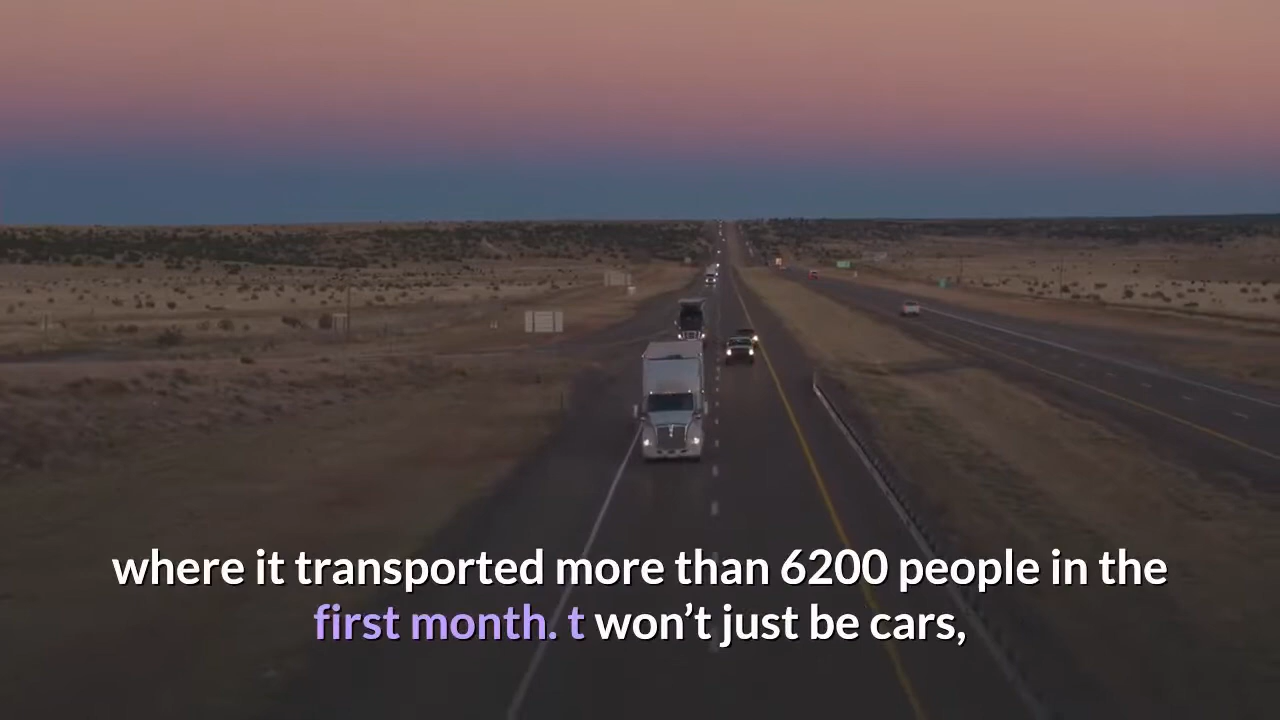 where it transported more than 6200 people in the
first month. t won’t just be cars,